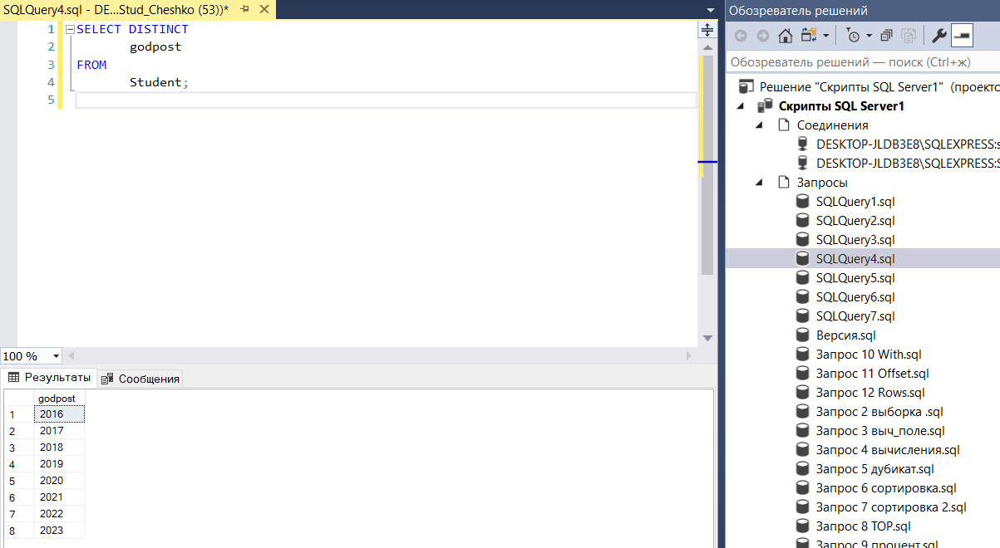 SQLQuery4.sql - DE...Stud_Cheshko (53))*
1 SELECT DISTINCT
2 godpost
3 FROM
4 Student;
5
100 %
Результаты Сообщения
godpost
1 2016
2 2017
3 2018
4 2019
5 2020
6 2021
7 2022
8 2023
Обозреватель решений
Обозреватель решений — поиск (Ctrl+ж)
Решение "Скрипты SQL Server1" (проекто
Скрипты SQL Server1
Соединения
DESKTOP-JLDB3E8\SQLEXPRESS:s
DESKTOP-JLDB3E8\SQLEXPRESS:S
Запросы
SQLQuery1.sql
SQLQuery2.sql
SQLQuery3.sql
SQLQuery4.sql
SQLQuery5.sql
SQLQuery6.sql
SQLQuery7.sql
Версия.sql
Запрос 10 With.sql
Запрос 11 Offset.sql
Запрос 12 Rows.sql
Запрос 2 выборка .sql
Запрос 3 выч_поле.sql
Запрос 4 вычисления.sql
Запрос 5 дубикат.sql
Запрос 6 сортировка.sql
Запрос 7 сортировка 2.sql
Запрос 8 TOP.sql
Запрос 9 процент.sql